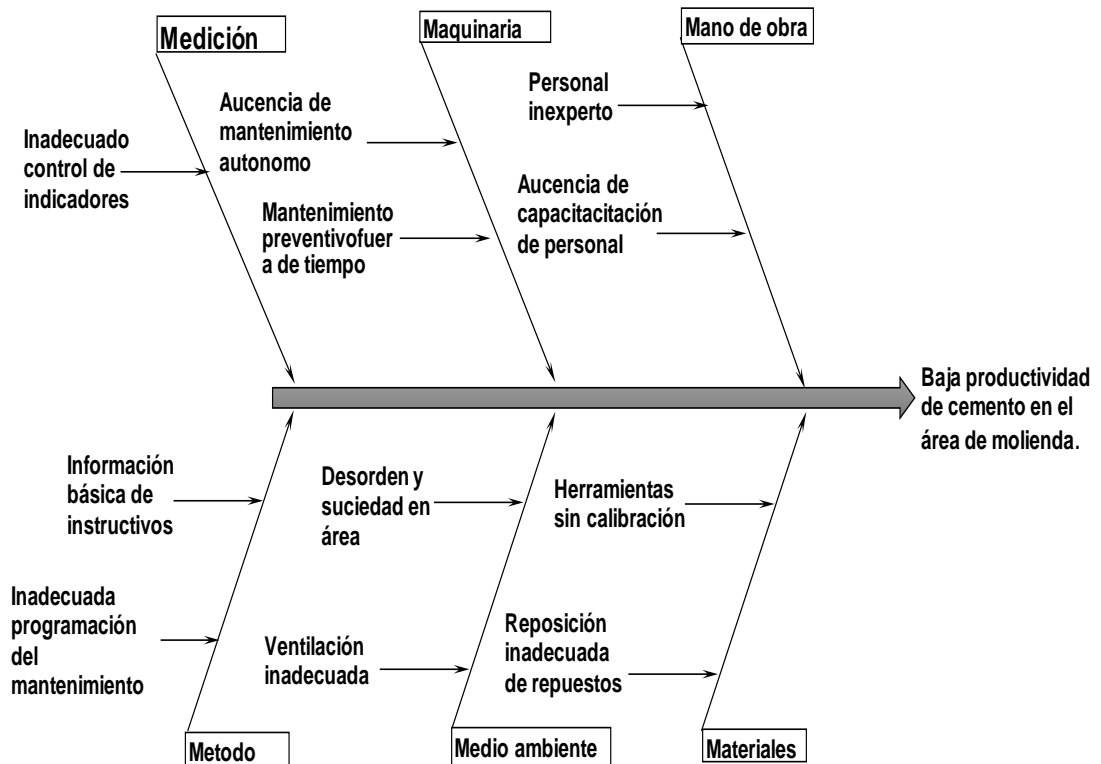 Medición
Maquinaria
Mano de obra
Inadecuado
control de
indicadores
Aucencia de
mantenimiento
autonomo
Mantenimiento
preventivofuer
a de tiempo
Personal
inexperto
Aucencia de
capacitacitación
de personal
Baja productividad
de cemento en el
área de molienda.
Información
básica de
instructivos
Inadecuada
programación
del
mantenimiento
Desorden y
suciedad en
área
Ventilación
inadecuada
Herramientas
sin calibración
Reposición
inadecuada
de repuestos
Metodo
Medio ambiente
Materiales